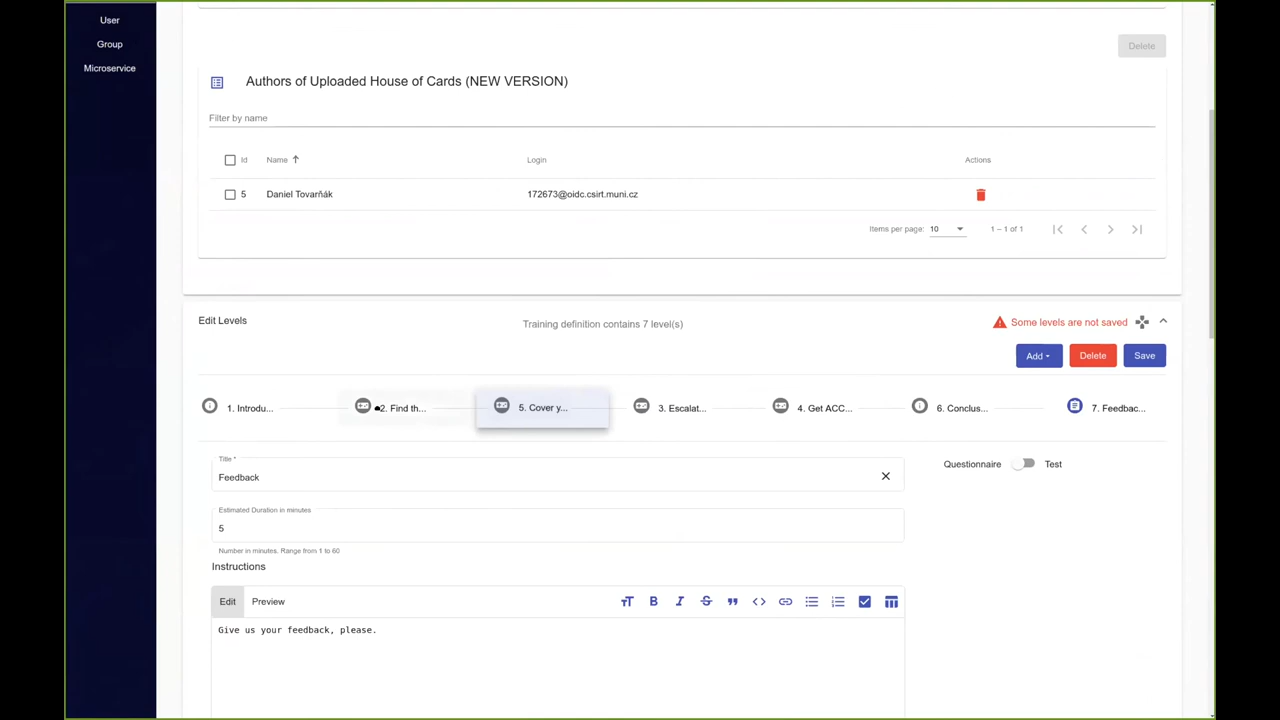 User
Group
Microservice
Delete
Authors of Uploaded House of Cards (NEW VERSION)
Filter by name
Id Name Login Actions
5 Daniel Tovarňák 172673@oidc.csirt.muni.cz
Items per page: 10 1 – 1 of 1
Edit Levels Training definition contains 7 level(s) Some levels are not saved
Add Delete Save
1. Introdu... 2. Find th... 5. Cover y... 3. Escalat... 4. Get ACC... 6. Conclus... 7. Feedbac...
Title *
Feedback
Questionnaire Test
Estimated Duration in minutes
5
Number in minutes. Range from 1 to 60
Instructions
Edit Preview
Give us your feedback, please.